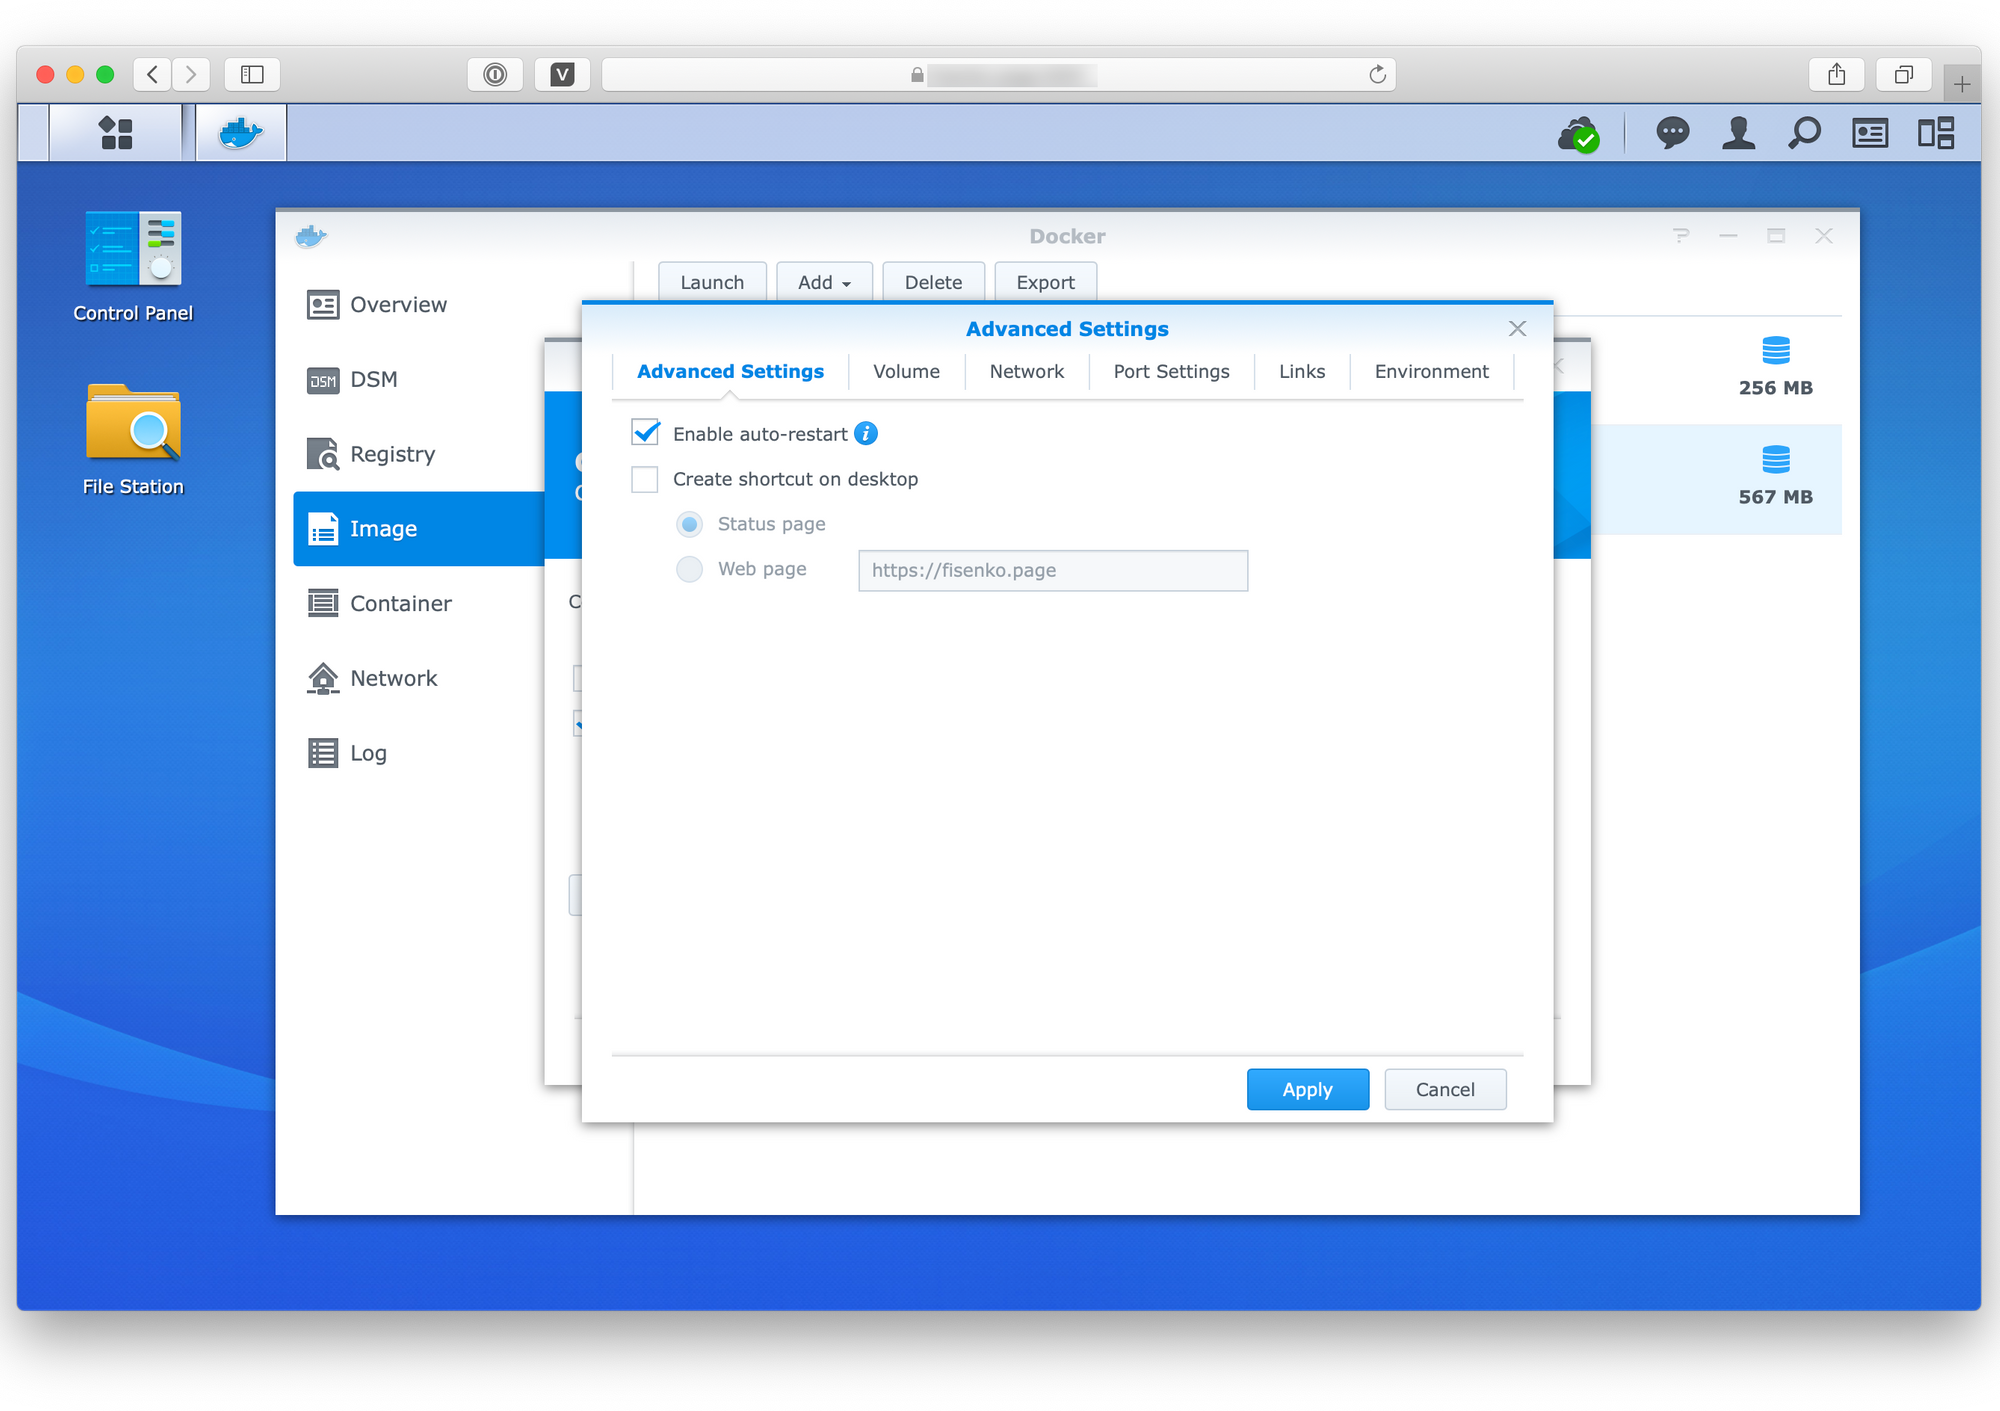 V
Control Panel
File Station
Docker
Overview
DSM
DSM
Registry
Image
Container
Network
Log
Launch
Add
Delete
Export
256 MB
567 MB
Advanced Settings
Advanced Settings
Volume
Network
Port Settings
Links
Environment
Enable auto-restart
Create shortcut on desktop
Status page
Web page
https://fisenko.page
Apply
Cancel